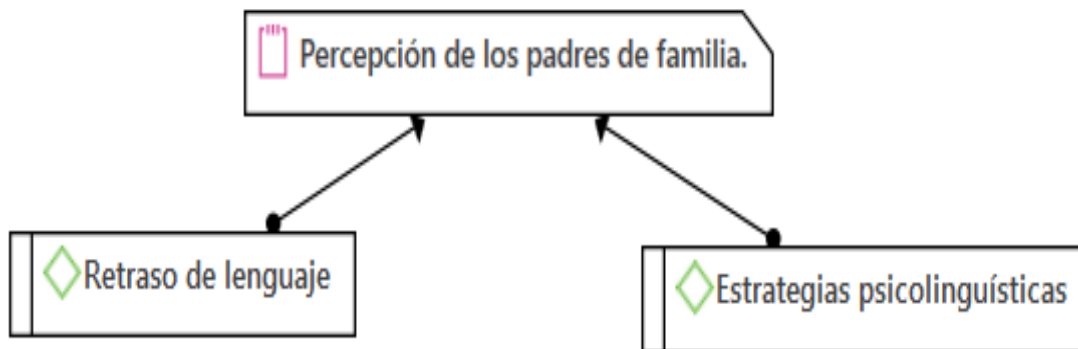 Percepción de los padres de familia.
Retraso de lenguaje
Estrategias psicolinguísticas